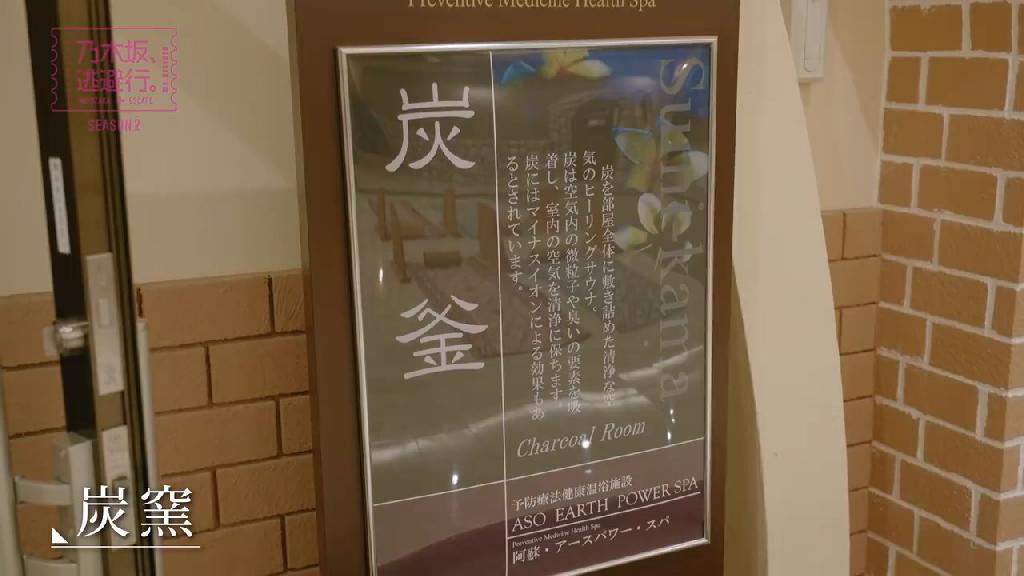 Preventive Medicine Health Spa
乃木坂、
逃避行。
NOGIZAKA 46 ESCAPE
SEASON 2
炭釜
Sumi kama
炭を部屋全体に敷き詰めた清浄な空
気のヒーリングサウナ。
炭は空気内の微粒子や臭いの要素を吸
着し、室内の空気を清浄に保ちます。
炭にはマイナスイオンによる効果もあ
るとされています。
Charcoal Room
予防療法健康温浴施設
ASO EARTH POWER SPA
Preventive Medicine Health Spa
阿蘇・アースパワー・スパ
炭窯